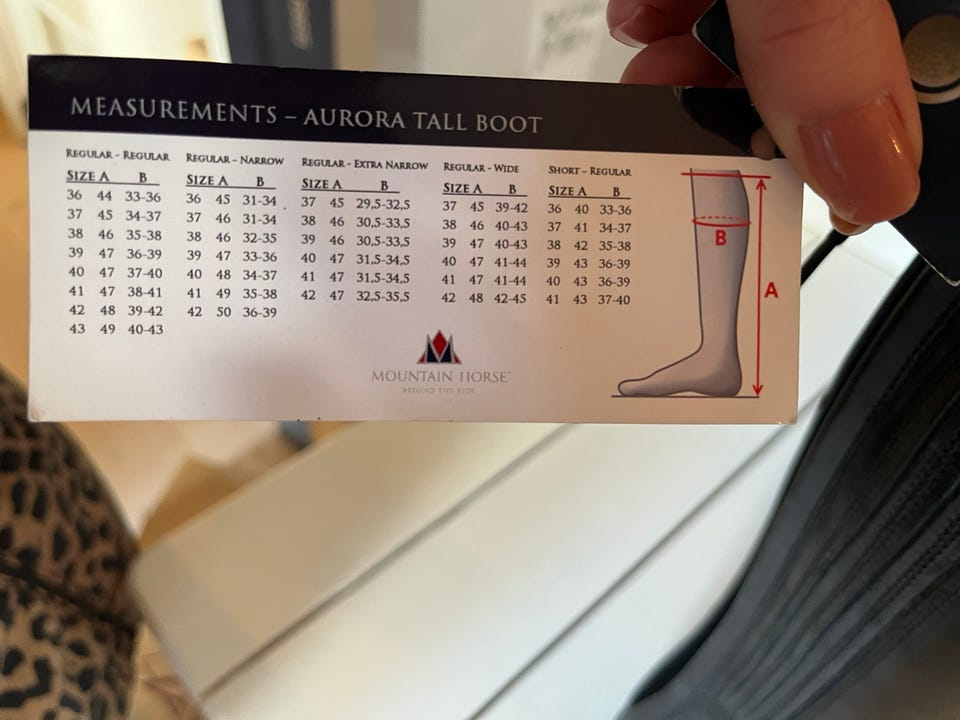 MEASUREMENTS – AURORA TALL BOOT
REGULAR - REGULAR
SIZE A B
36 44 33-36
37 45 34-37
38 46 35-38
39 47 36-39
40 47 37-40
41 47 38-41
42 48 39-42
43 49 40-43
REGULAR – NARROW
SIZE A B
36 45 31-34
37 46 31-34
38 46 32-35
39 47 33-36
40 48 34-37
41 49 35-38
42 50 36-39
REGULAR - EXTRA NARROW
SIZE A B
37 45 29,5-32,5
38 46 30,5-33,5
39 46 30,5-33,5
40 47 31,5-34,5
41 47 31,5-34,5
42 47 32,5-35,5
REGULAR - WIDE
SIZE A B
37 45 39-42
38 46 40-43
39 47 40-43
40 47 41-44
41 47 41-44
42 48 42-45
SHORT – REGULAR
SIZE A B
36 40 33-36
37 41 34-37
38 42 35-38
39 43 36-39
40 43 36-39
41 43 37-40
B
A
MOUNTAIN HORSE
BEYOND THE RIDE